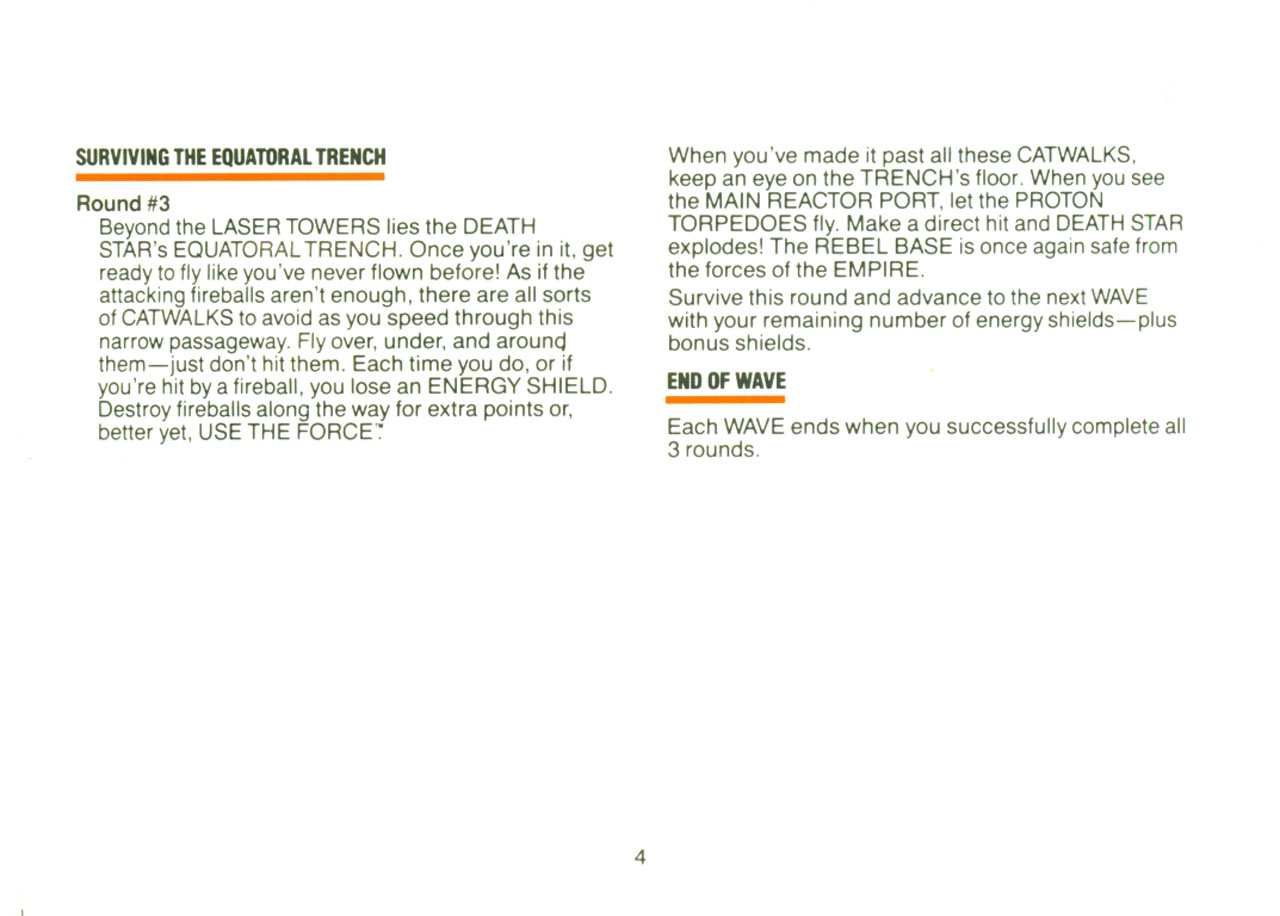 SURVIVING THE EQUATORAL TRENCH
Round #3
Beyond the LASER TOWERS lies the DEATH
STAR's EQUATORAL TRENCH. Once you're in it, get
ready to fly like you've never flown before! As if the
attacking fireballs aren't enough, there are all sorts
of CATWALKS to avoid as you speed through this
narrow passageway. Fly over, under, and around
them—just don't hit them. Each time you do, or if
you're hit by a fireball, you lose an ENERGY SHIELD.
Destroy fireballs along the way for extra points or,
better yet, USE THE FORCE™.
When you've made it past all these CATWALKS,
keep an eye on the TRENCH's floor. When you see
the MAIN REACTOR PORT, let the PROTON
TORPEDOES fly. Make a direct hit and DEATH STAR
explodes! The REBEL BASE is once again safe from
the forces of the EMPIRE.
Survive this round and advance to the next WAVE
with your remaining number of energy shields—plus
bonus shields.
END OF WAVE
Each WAVE ends when you successfully complete all
3 rounds.
4